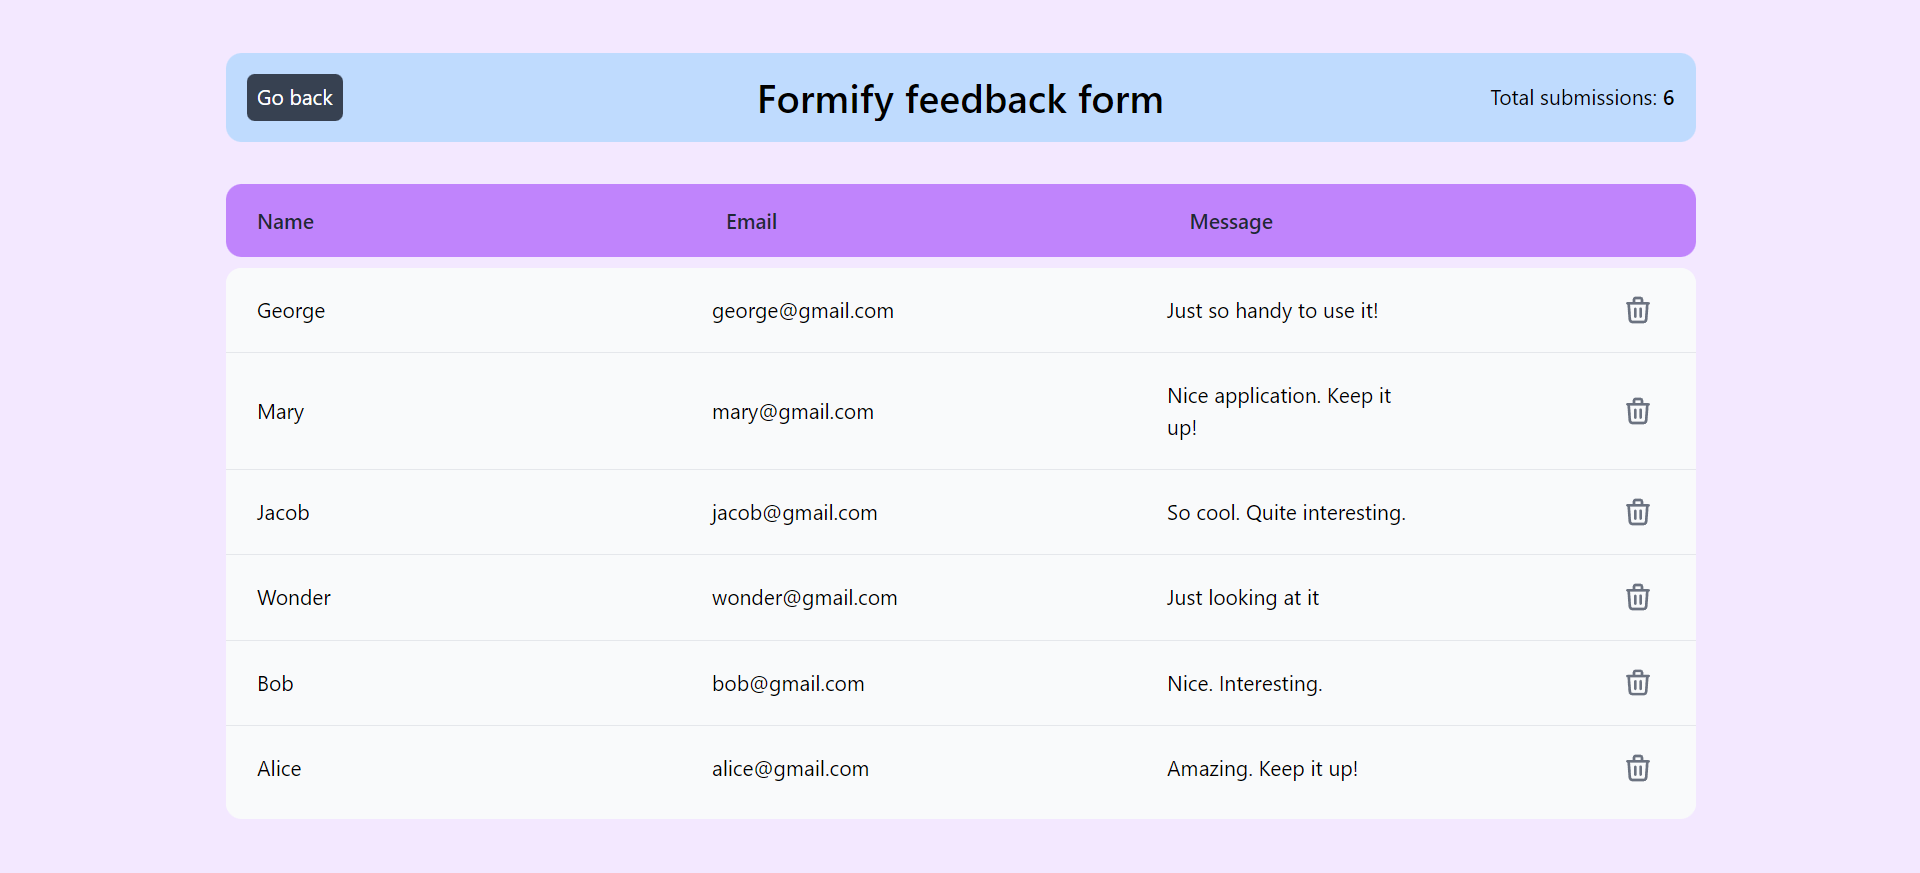 Go back
Formify feedback form
Total submissions: 6
Name Email Message
George george@gmail.com Just so handy to use it!
Mary mary@gmail.com Nice application. Keep it
up!
Jacob jacob@gmail.com So cool. Quite interesting.
Wonder wonder@gmail.com Just looking at it
Bob bob@gmail.com Nice. Interesting.
Alice alice@gmail.com Amazing. Keep it up!